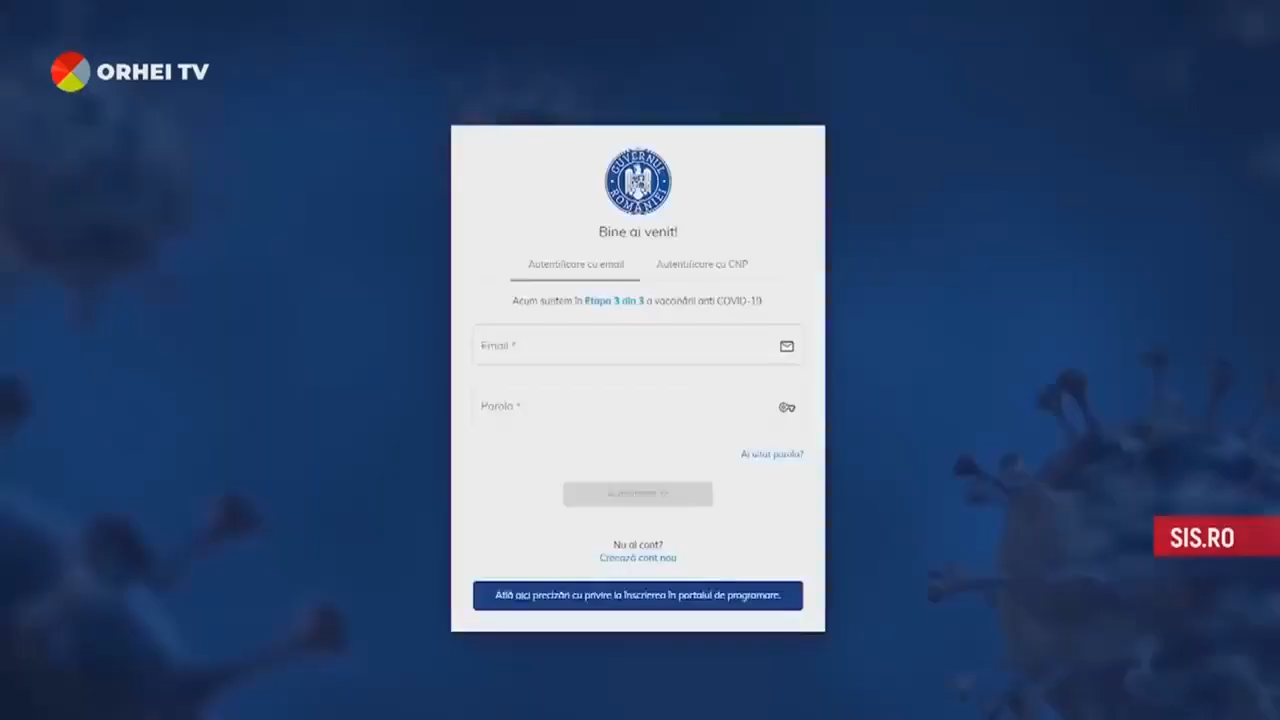 ORHEI TV
GUVERNUL
ROMÂNIEI
Bine ai venit!
Autentificare cu email
Autentificare cu CNP
Acum suntem în Etapa 3 din 3 a vaccinării anti COVID-19
Email *
Parola *
Ai uitat parola?
Nu ai cont?
Creează cont nou
Află aici precizări cu privire la înscrierea în portalul de programare.
SIS.RO